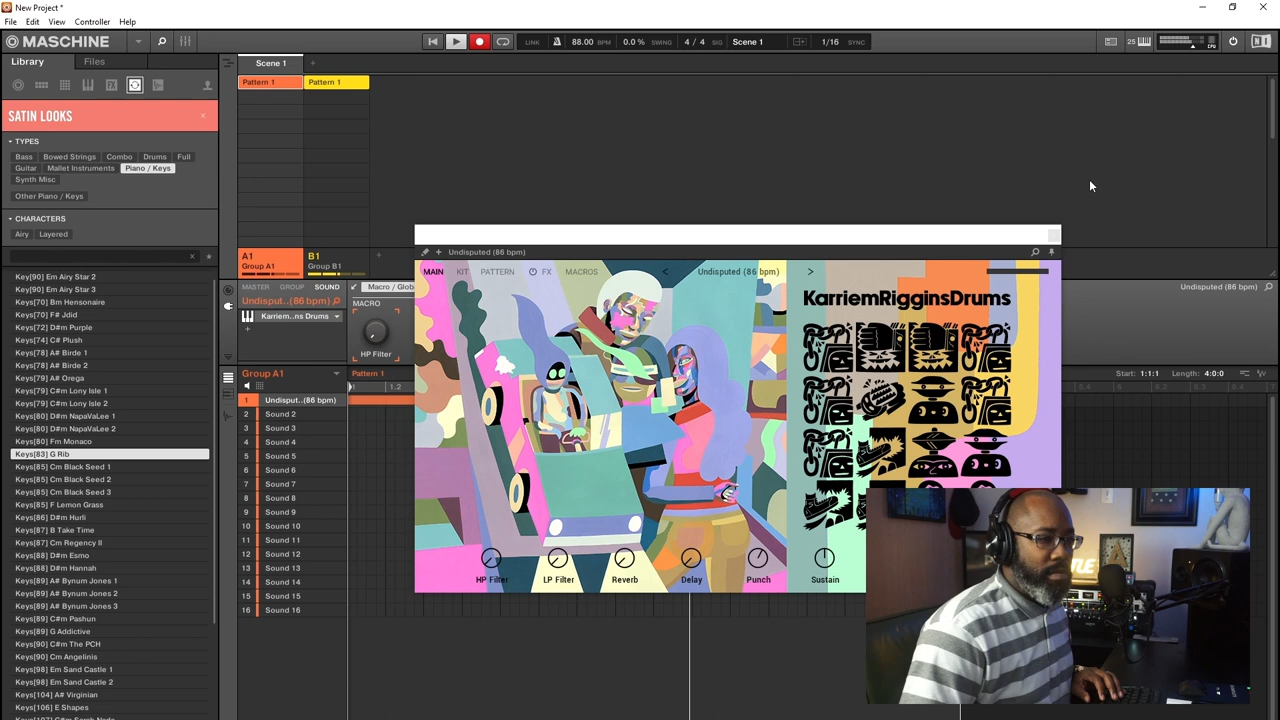 New Project *
File Edit View Controller Help
MASCHINE
LINK 88.00 BPM 0.0 % SWING 4 / 4 SIG Scene 1 1/16 SYNC
25
Library Files
Scene 1 +
Pattern 1 Pattern 1
SATIN LOOKS
TYPES
Bass Bowed Strings Combo Drums Full
Guitar Mallet Instruments Piano / Keys
Synth Misc
Other Piano / Keys
CHARACTERS
Airy Layered
Keys[90] Em Airy Star 2
Key[90] Em Airy Star 3
Keys[70] Bm Hensonaire
Keys[70] F# Jdid
Keys[72] D#m Purple
Keys[74] C# Plush
Keys[78] A# Birde 1
Keys[78] A# Birde 2
Keys[79] A Orega
Keys[79] C#m Lony Isle 1
Keys[79] C#m Lony Isle 2
Keys[80] D#m NapaVaLee 1
Keys[80] D#m NapaVaLee 2
Keys[80] Fm Monaco
Keys[83] G Rib
Keys[85] Cm Black Seed 1
Keys[85] Cm Black Seed 2
Keys[85] Cm Black Seed 3
Keys[85] F Lemon Grass
Keys[86] D#m Hurli
Keys[87] B Take Time
Keys[87] Cm Regency II
Keys[88] D#m Esmo
Keys[88] D#m Hannah
Keys[89] A# Bynum Jones 1
Keys[89] A# Bynum Jones 2
Keys[89] A# Bynum Jones 3
Keys[89] C#m Pashun
Keys[89] G Addictive
Keys[90] C#m The PCH
Keys[90] Cm Angelinis
Keys[98] Em Sand Castle 1
Keys[98] Em Sand Castle 2
Keys[104] A# Virginian
Keys[106] E Shapes
A1 B1
Group A1 Group B1
MASTER GROUP SOUND
Undisput..(86 bpm)
Karriem...ns Drums
Macro / Globa
MACRO
HP Filter
Undisputed (86 bpm)
Group A1
Pattern 1 Start: 1:1:1 Length: 4:0:0
1 1.2 5.4 6
1 Undisput..(86 bpm)
2 Sound 2
3 Sound 3
4 Sound 4
5 Sound 5
6 Sound 6
7 Sound 7
8 Sound 8
9 Sound 9
10 Sound 10
11 Sound 11
12 Sound 12
13 Sound 13
14 Sound 14
15 Sound 15
16 Sound 16
+ Undisputed (86 bpm)
MAIN KIT PATTERN FX MACROS < Undisputed (86 bpm) >
KarriemRigginsDrums
HP Filter LP Filter Reverb Delay Punch Sustain